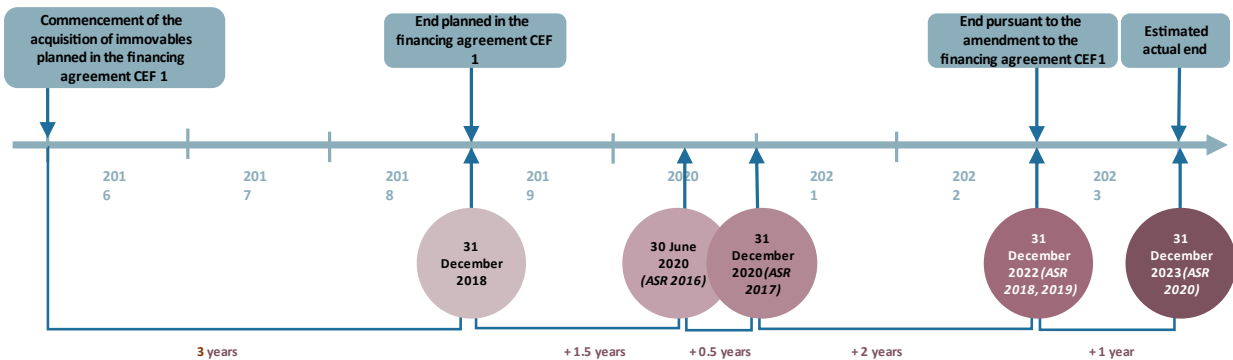 Commencement of the
acquisition of immovables
planned in the financing
agreement CEF 1
End planned in the
financing agreement CEF
1
End pursuant to the
amendment to the
financing agreement CEF1
Estimated
actual end
201
6
201
7
201
8
201
9
2020
202
1
202
2
202
3
31
December
2018
30 June
2020
(ASR 2016)
31
December
2020(ASR
2017)
31
December
2022(ASR
2018, 2019)
31
December
2023(ASR
2020)
3 years
+ 1.5 years
+ 0.5 years
+ 2 years
+ 1 year